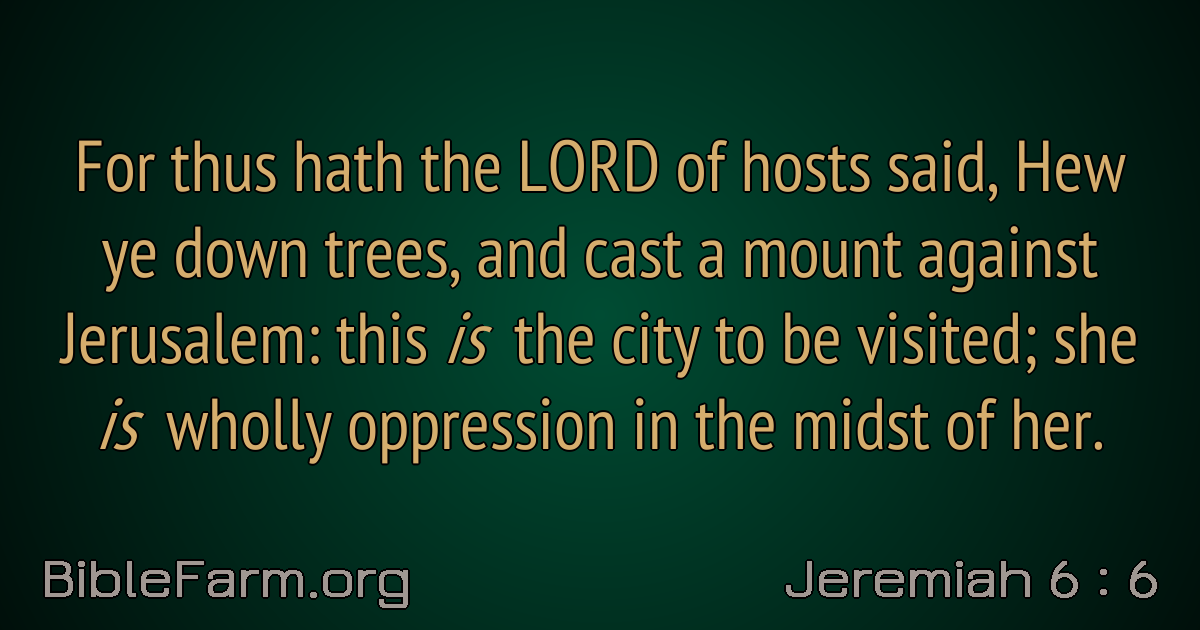 For thus hath the LORD of hosts said, Hew
ye down trees, and cast a mount against
Jerusalem: this is the city to be visited; she
is wholly oppression in the midst of her.
BibleFarm.org
Jeremiah 6 : 6